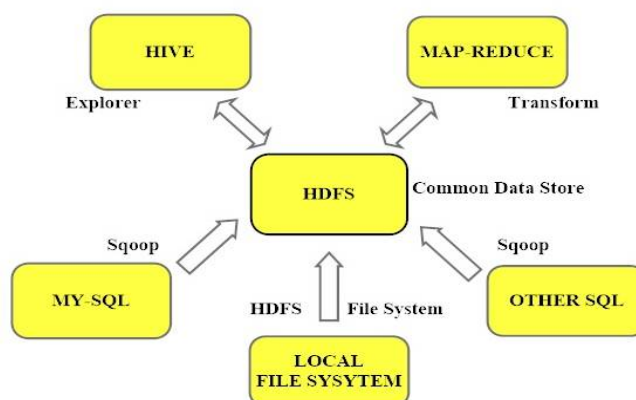 HIVE
MAP-REDUCE
Explorer
Transform
HDFS
Common Data Store
Sqoop
Sqoop
MY-SQL
OTHER SQL
HDFS
File System
LOCAL
FILE SYSYTEM